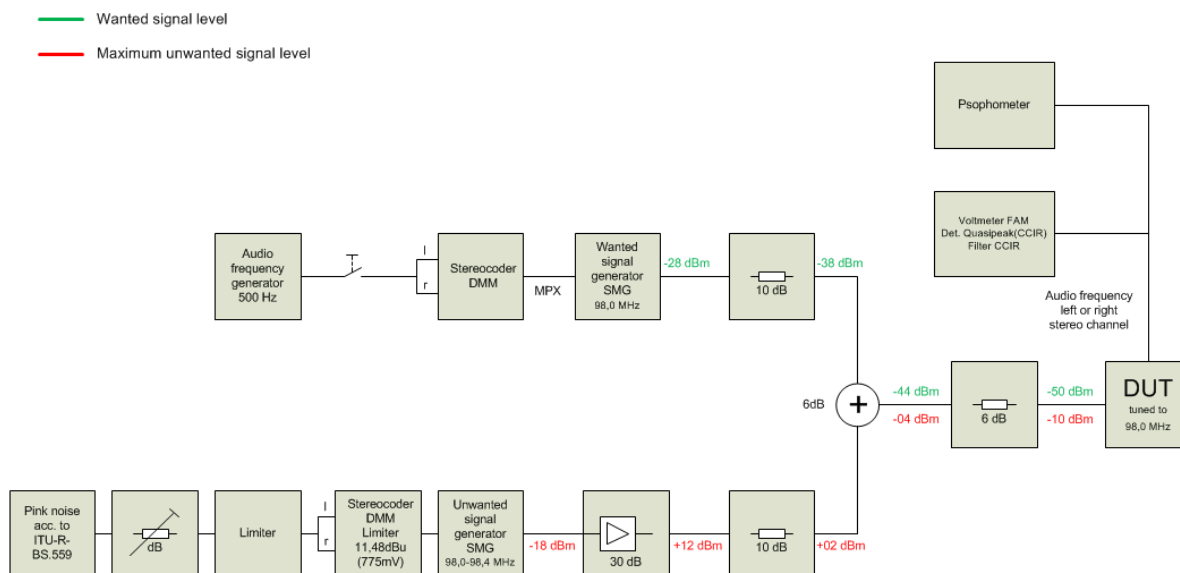 Wanted signal level
Maximum unwanted signal level
Psophometer
Voltmeter FAM
Det. Quasipeak(CCIR)
Filter CCIR
Audio
frequency
generator
500 Hz
l
r
Stereocoder
DMM
MPX
Wanted
signal
generator
SMG
98,0 MHz
-28 dBm
10 dB
-38 dBm
Audio frequency
left or right
stereo channel
6dB
+
-44 dBm
-04 dBm
6 dB
-50 dBm
-10 dBm
DUT
tuned to
98,0 MHz
Pink noise
acc. to
ITU-R-
BS.559
dB
Limiter
l
r
Stereocoder
DMM
Limiter
11,48dBu
(775mV)
Unwanted
signal
generator
SMG
98,0-98,4 MHz
-18 dBm
30 dB
+12 dBm
10 dB
+02 dBm